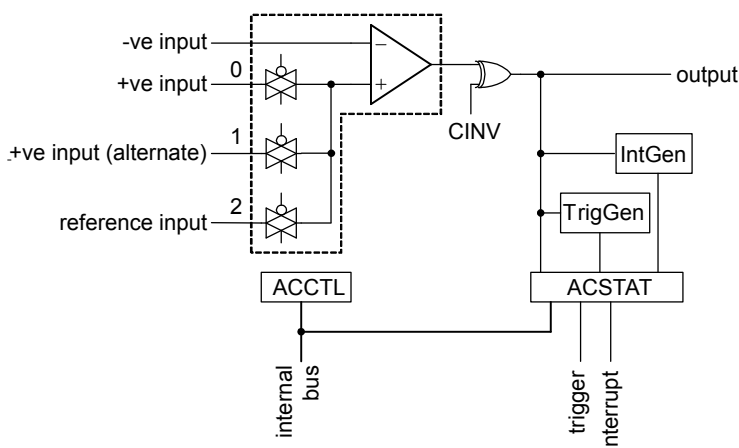 -ve input
+ve input
0
+ve input (alternate)
1
reference input
2
−
+
CINV
output
IntGen
TrigGen
ACCTL
ACSTAT
internal
bus
trigger
nterrupt